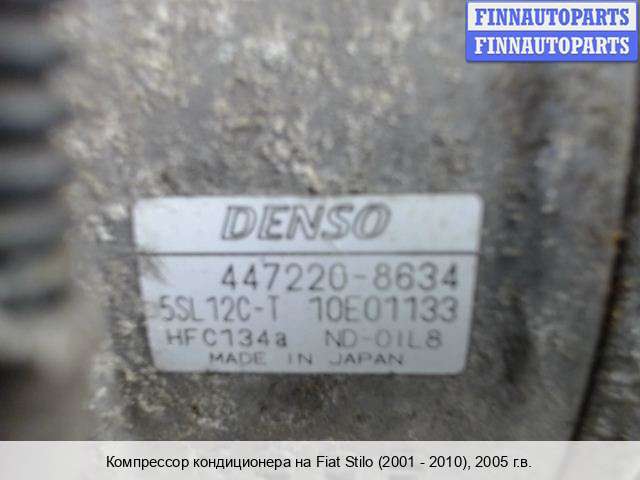 FINNAUTOPARTS
FINNAUTOPARTS
DENSO
447220-8634
5SL12C-T 10E01133
HFC134a ND-OIL8
MADE IN JAPAN
Компрессор кондиционера на Fiat Stilo (2001 - 2010), 2005 г.в.